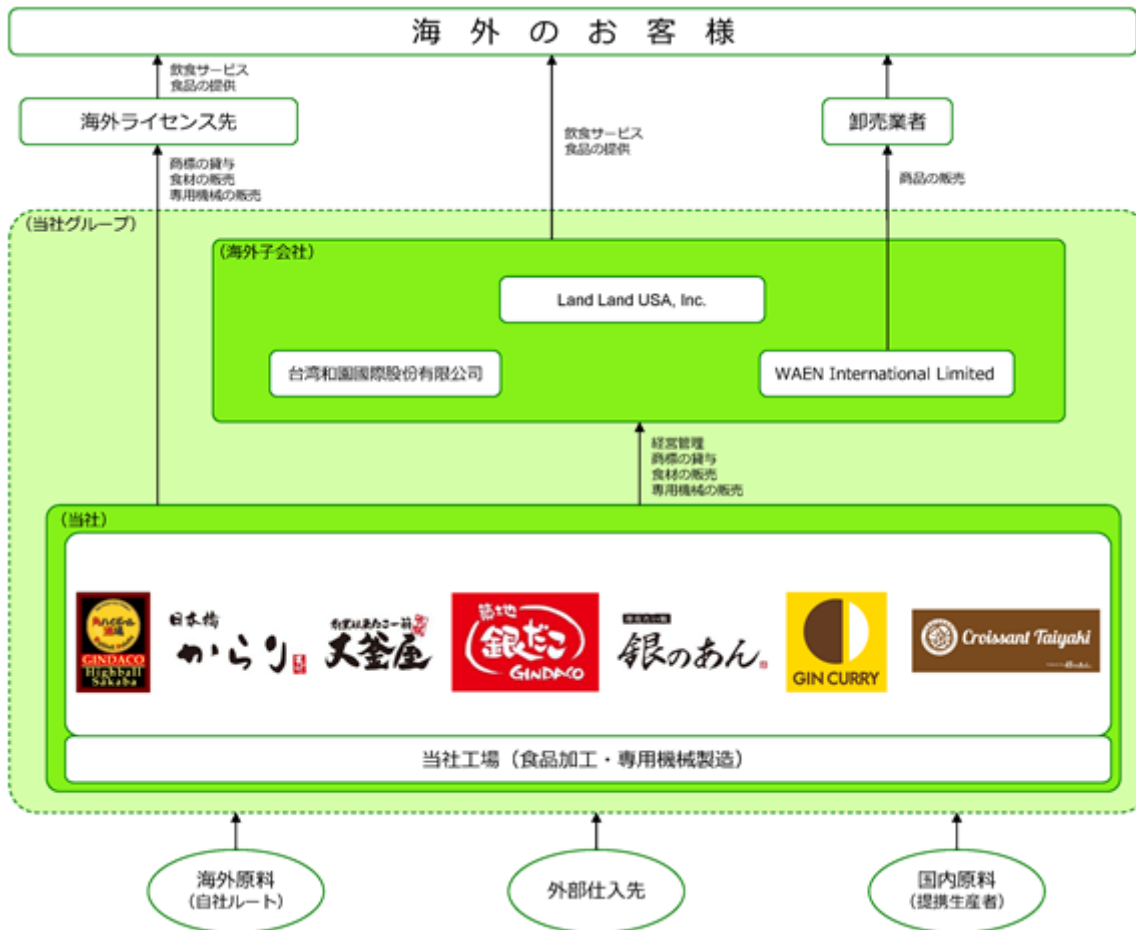 海外のお客様
飲食サービス
食品の提供
海外ライセンス先
飲食サービス
食品の提供
卸売業者
商標の貸与
食材の販売
専用機械の販売
商品の販売
(当社グループ)
(海外子会社)
Land Land USA, Inc.
台湾和園國際股份有限公司
WAEN International Limited
経営管理
商標の貸与
食材の販売
専用機械の販売
(当社)
GINDACO
Highball
Sakaba
日本橋
からり
大釜屋
築地
銀だこ
GINDACO
銀のあん
GIN CURRY
Croissant Taiyaki
当社工場(食品加工・専用機械製造)
海外原料
(自社ルート)
外部仕入先
国内原料
(提携生産者)